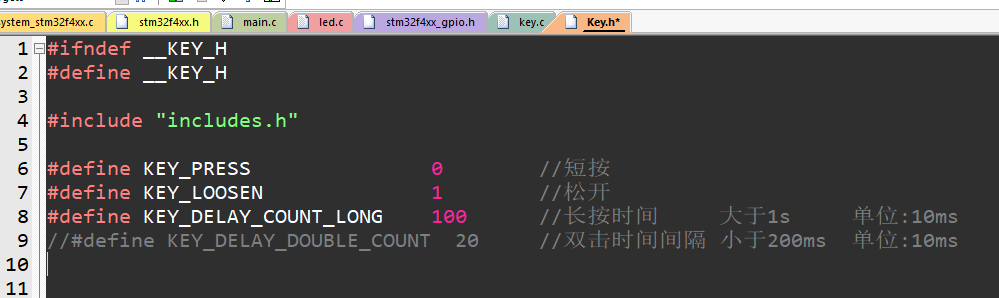 ystem_stm32f4xx.c stm32f4xx.h main.c led.c stm32f4xx_gpio.h key.c Key.h*
1 #ifndef __KEY_H
2 #define __KEY_H
3
4 #include "includes.h"
5
6 #define KEY_PRESS 0 //短按
7 #define KEY_LOOSEN 1 //松开
8 #define KEY_DELAY_COUNT_LONG 100 //长按时间 大于1s 单位:10ms
9 //#define KEY_DELAY_DOUBLE_COUNT 20 //双击时间间隔 小于200ms 单位:10ms
10
11